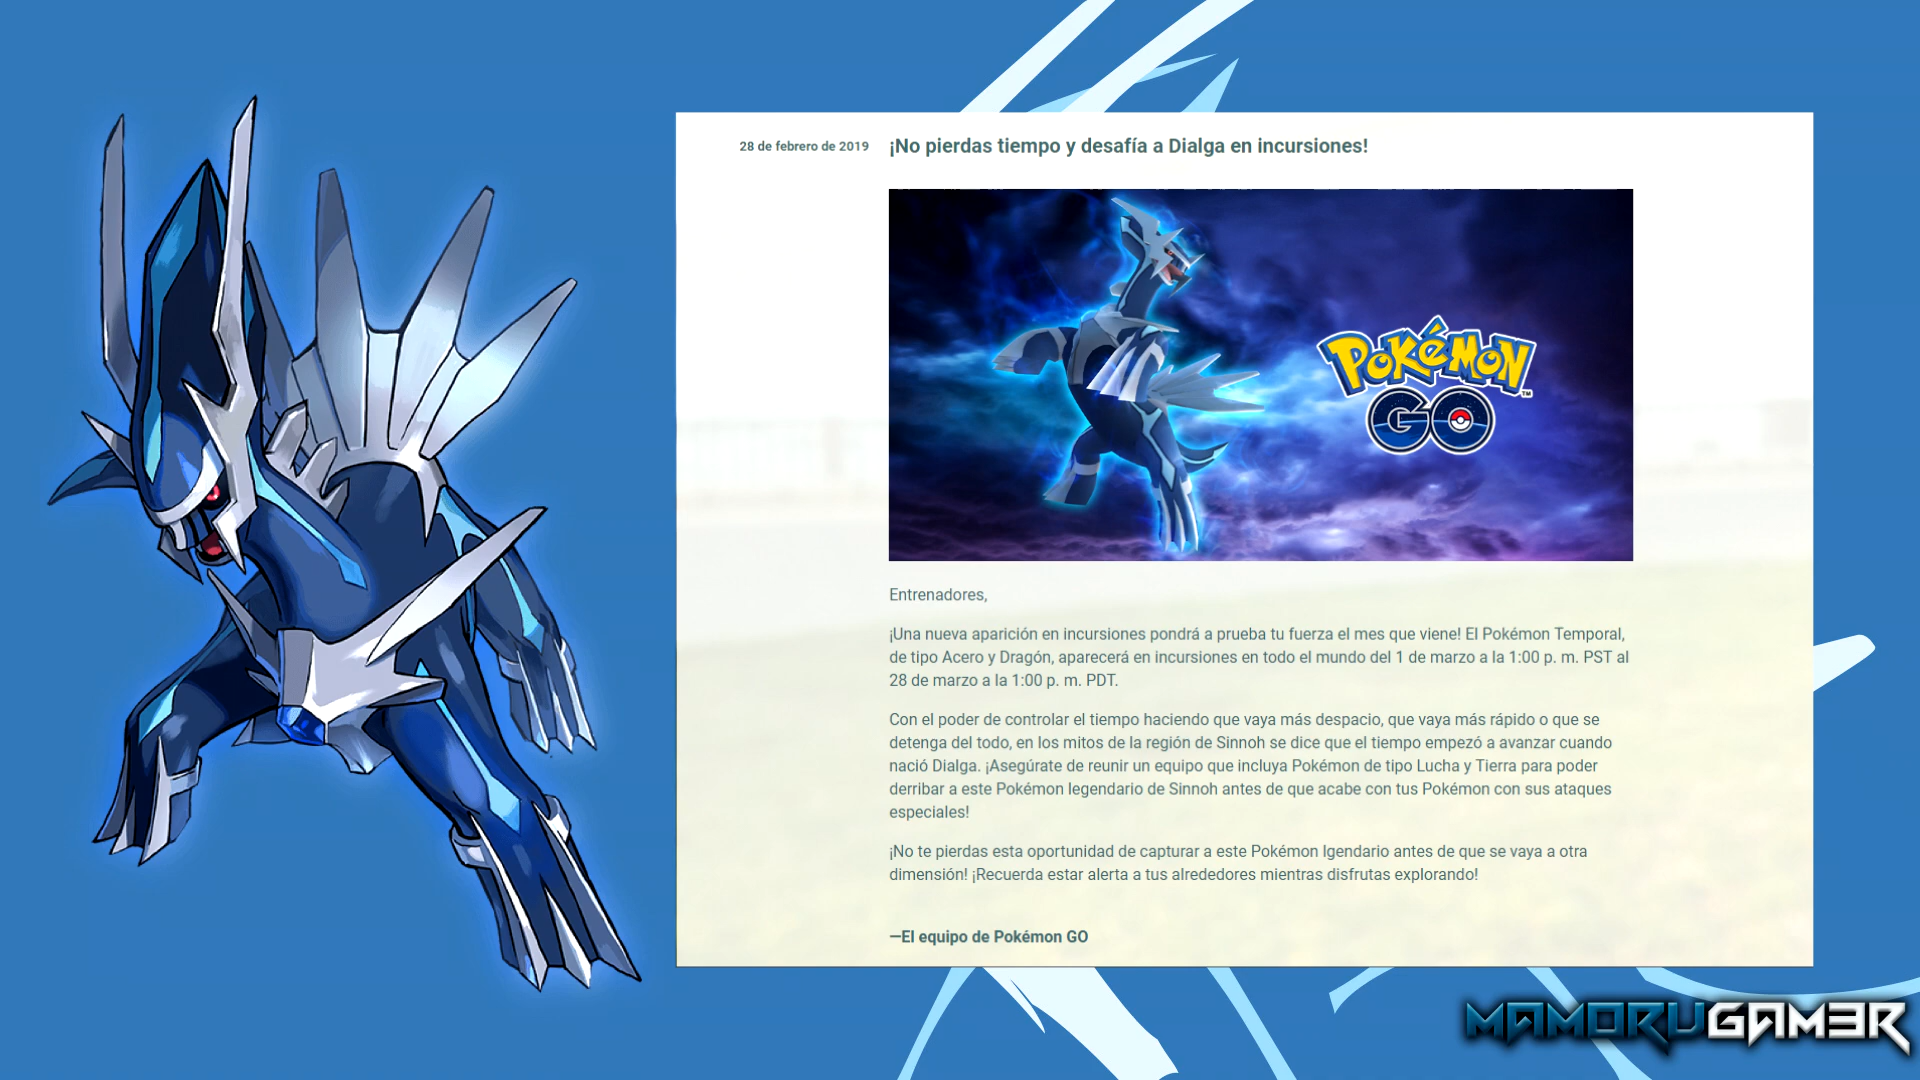 28 de febrero de 2019
¡No pierdas tiempo y desafía a Dialga en incursiones!
POKéMON
TM
GO
Entrenadores,
¡Una nueva aparición en incursiones pondrá a prueba tu fuerza el mes que viene! El Pokémon Temporal,
de tipo Acero y Dragón, aparecerá en incursiones en todo el mundo del 1 de marzo a la 1:00 p. m. PST al
28 de marzo a la 1:00 p. m. PDT.
Con el poder de controlar el tiempo haciendo que vaya más despacio, que vaya más rápido o que se
detenga del todo, en los mitos de la región de Sinnoh se dice que el tiempo empezó a avanzar cuando
nació Dialga. ¡Asegúrate de reunir un equipo que incluya Pokémon de tipo Lucha y Tierra para poder
derribar a este Pokémon legendario de Sinnoh antes de que acabe con tus Pokémon con sus ataques
especiales!
¡No te pierdas esta oportunidad de capturar a este Pokémon lgendario antes de que se vaya a otra
dimensión! ¡Recuerda estar alerta a tus alrededores mientras disfrutas explorando!
—El equipo de Pokémon GO
MAMORUGAM3R